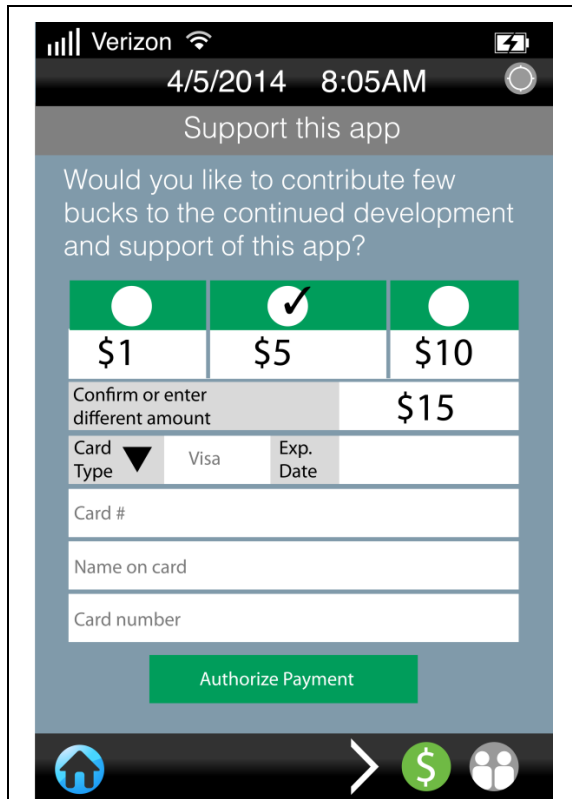 Verizon
4/5/2014 8:05AM
Support this app
Would you like to contribute few
bucks to the continued development
and support of this app?
$1 $5 $10
Confirm or enter
different amount
$15
Card
Type
Visa
Exp.
Date
Card #
Name on card
Card number
Authorize Payment
$